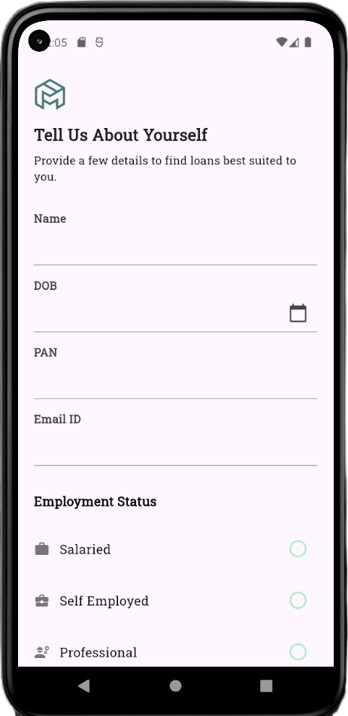 :05
Tell Us About Yourself
Provide a few details to find loans best suited to
you.
Name
DOB
PAN
Email ID
Employment Status
Salaried
Self Employed
Professional